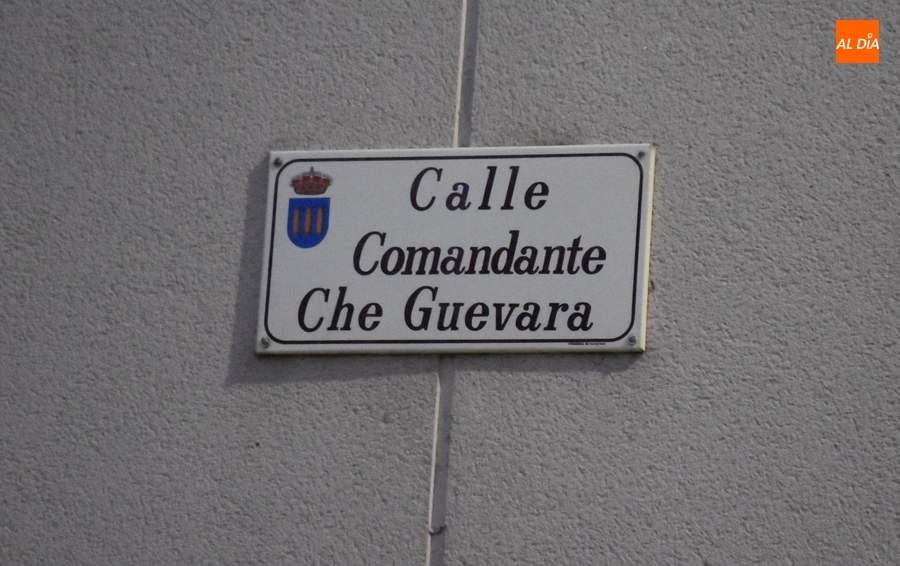 AL DÍA
Calle
Comandante
Che Guevara